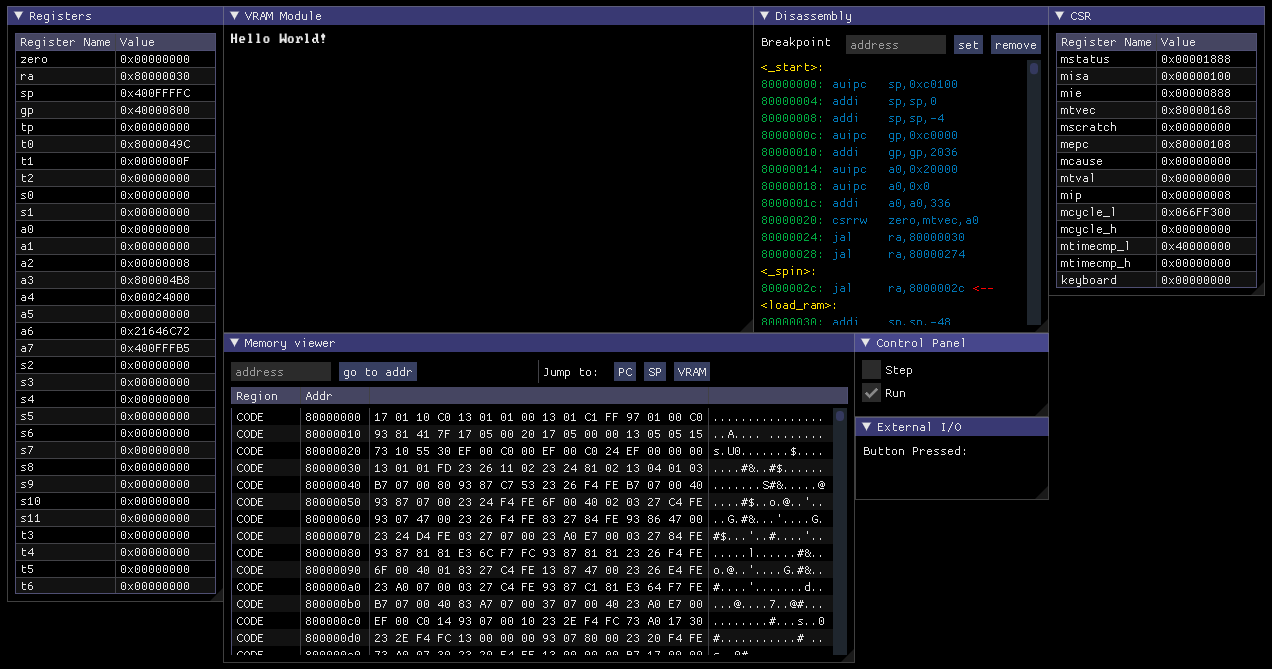 Registers
Register Name Value
zero 0x00000000
ra 0x80000030
sp 0x400FFFFC
gp 0x40000800
tp 0x00000000
t0 0x8000049C
t1 0x0000000F
t2 0x00000000
s0 0x00000000
s1 0x00000000
a0 0x00000000
a1 0x00000000
a2 0x00000008
a3 0x800004B8
a4 0x00024000
a5 0x00000000
a6 0x21646C72
a7 0x400FFFB5
s2 0x00000000
s3 0x00000000
s4 0x00000000
s5 0x00000000
s6 0x00000000
s7 0x00000000
s8 0x00000000
s9 0x00000000
s10 0x00000000
s11 0x00000000
t3 0x00000000
t4 0x00000000
t5 0x00000000
t6 0x00000000
VRAM Module
Hello World!
Disassembly
Breakpoint address set remove
<_start>:
80000000: auipc sp,0xc0100
80000004: addi sp,sp,0
80000008: addi sp,sp,-4
8000000c: auipc gp,0xc0000
80000010: addi gp,gp,2036
80000014: auipc a0,0x20000
80000018: auipc a0,0x0
8000001c: addi a0,a0,336
80000020: csrrw zero,mtvec,a0
80000024: jal ra,80000030
80000028: jal ra,80000274
<_spin>:
8000002c: jal ra,8000002c <--
<load_ram>:
80000030: addi sp,sp,-48
CSR
Register Name Value
mstatus 0x00001888
misa 0x00000100
mie 0x00000888
mtvec 0x80000168
mscratch 0x00000000
mepc 0x80000108
mcause 0x00000000
mtval 0x00000000
mip 0x00000008
mcycle_l 0x066FF300
mcycle_h 0x00000000
mtimecmp_l 0x40000000
mtimecmp_h 0x00000000
keyboard 0x00000000
Memory viewer
address go to addr Jump to: PC SP VRAM
Region Addr
CODE 80000000 17 01 10 C0 13 01 01 00 13 01 C1 FF 97 01 00 C0 ................
CODE 80000010 93 81 41 7F 17 05 00 20 17 05 00 00 13 05 05 15 ..A.... ........
CODE 80000020 73 10 55 30 EF 00 C0 00 EF 00 C0 24 EF 00 00 00 s.U0.......$....
CODE 80000030 13 01 01 FD 23 26 11 02 23 24 81 02 13 04 01 03 ....#&..#$......
CODE 80000040 B7 07 00 80 93 87 C7 53 23 26 F4 FE B7 07 00 40 .......S#&.....@
CODE 80000050 93 87 07 00 23 24 F4 FE 6F 00 40 02 03 27 C4 FE ....#$..o.@..'..
CODE 80000060 93 07 47 00 23 26 F4 FE 83 27 84 FE 93 86 47 00 ..G.#&...'....G.
CODE 80000070 23 24 D4 FE 03 27 07 00 23 A0 E7 00 03 27 84 FE #$...'..#....'..
CODE 80000080 93 87 81 81 E3 6C F7 FC 93 87 81 81 23 26 F4 FE .....l......#&..
CODE 80000090 6F 00 40 01 83 27 C4 FE 13 87 47 00 23 26 E4 FE o.@..'....G.#&..
CODE 800000a0 23 A0 07 00 03 27 C4 FE 93 87 C1 81 E3 64 F7 FE #....'.......d..
CODE 800000b0 B7 07 00 40 83 A7 07 00 37 07 00 40 23 A0 E7 00 ...@....7..@#...
CODE 800000c0 EF 00 C0 14 93 07 00 10 23 2E F4 FC 73 A0 17 30 ........#...s..0
CODE 800000d0 23 2E F4 FC 13 00 00 00 93 07 80 00 23 20 F4 FC #...........# ..
Control Panel
Step
Run
External I/O
Button Pressed: